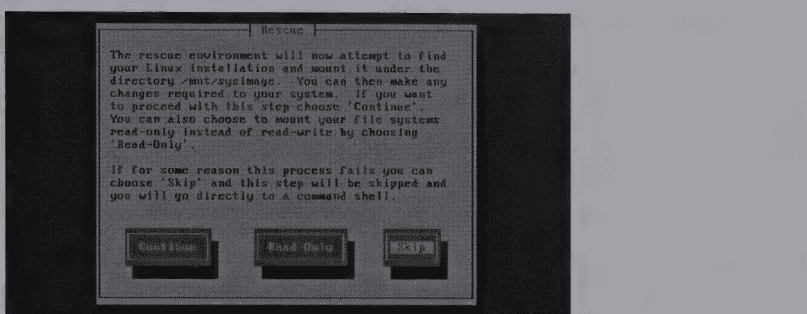 Rescue
The rescue environment will now attempt to find
your Linux installation and mount it under the
directory /mnt/sysimage.  You can then make any
changes required to your system.  If you want
to proceed with this step choose 'Continue'.
You can also choose to mount your file systems
read-only instead of read-write by choosing
'Read-Only'.
If for some reason this process fails you can
choose 'Skip' and this step will be skipped and
you will go directly to a command shell.
Continue Read-Only Skip